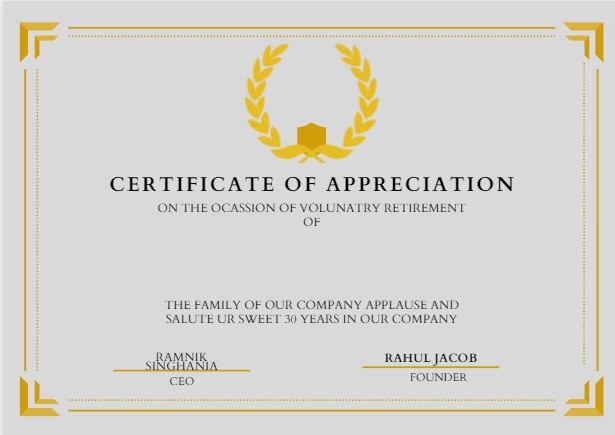 CERTIFICATE OF APPRECIATION
ON THE OCASSION OF VOLUNATRY RETIREMENT
OF
THE FAMILY OF OUR COMPANY APPLAUSE AND
SALUTE UR SWEET 30 YEARS IN OUR COMPANY
RAMNIK
SINGHANIA
CEO
RAHUL JACOB
FOUNDER